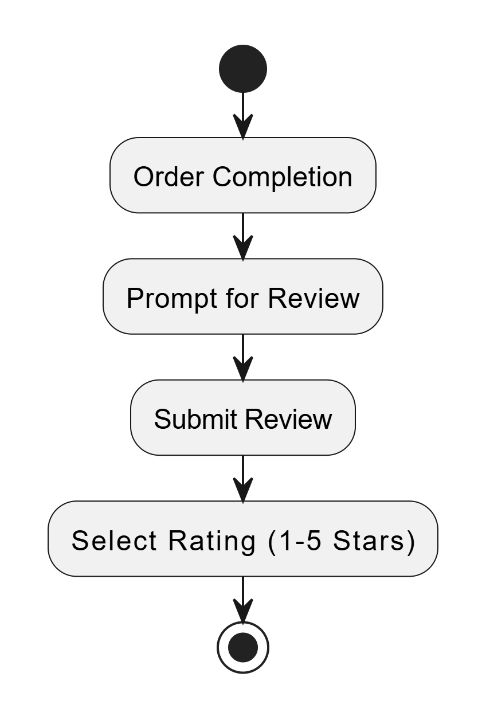 Order Completion
Prompt for Review
Submit Review
Select Rating (1-5 Stars)